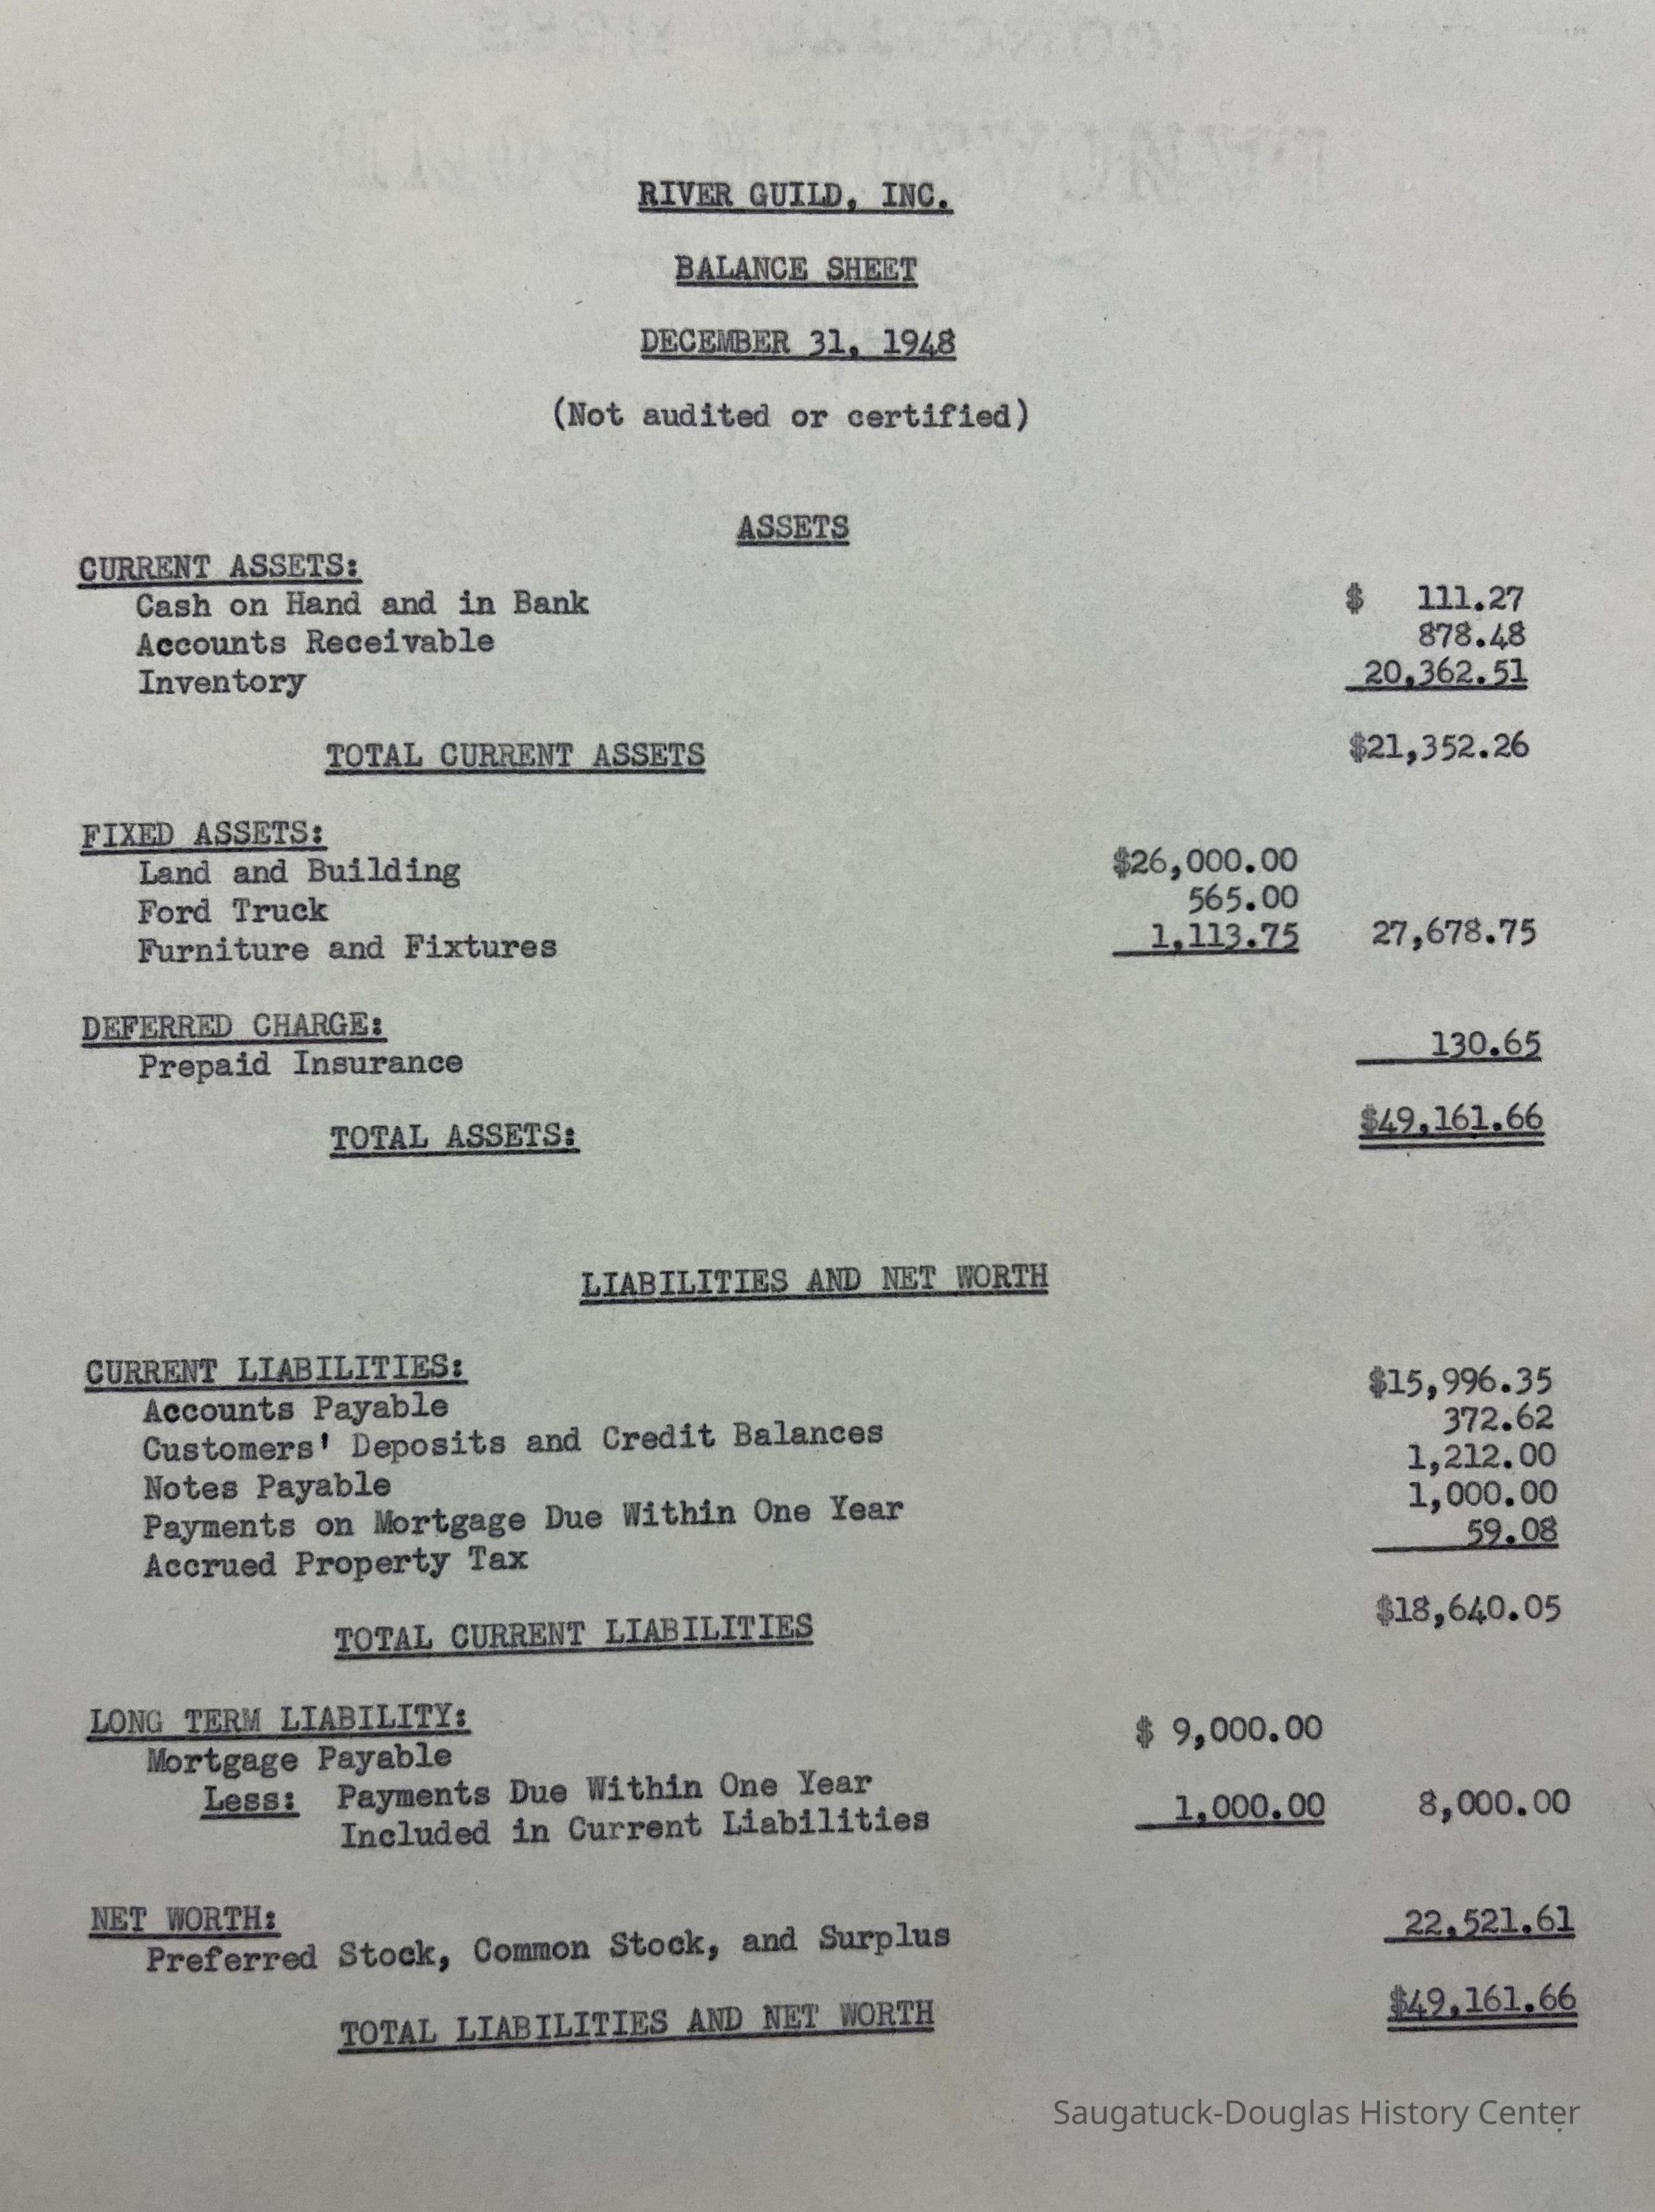 RIVER GUILD, INC.
BALANCE SHEET
DECEMBER 31, 1948
(Not audited or certified)
ASSETS
CURRENT ASSETS:
Cash on Hand and in Bank $ 111.27
Accounts Receivable 878.48
Inventory 20,362.51
TOTAL CURRENT ASSETS $21,352.26
FIXED ASSETS:
Land and Building $26,000.00
Ford Truck 565.00
Furniture and Fixtures 1,113.75 27,678.75
DEFERRED CHARGE:
Prepaid Insurance 130.65
TOTAL ASSETS: $49,161.66
LIABILITIES AND NET WORTH
CURRENT LIABILITIES:
Accounts Payable $15,996.35
Customers' Deposits and Credit Balances 372.62
Notes Payable 1,212.00
Payments on Mortgage Due Within One Year 1,000.00
Accrued Property Tax 59.08
TOTAL CURRENT LIABILITIES $18,640.05
LONG TERM LIABILITY:
Mortgage Payable $ 9,000.00
Less: Payments Due Within One Year
Included in Current Liabilities 1,000.00 8,000.00
NET WORTH:
Preferred Stock, Common Stock, and Surplus 22,521.61
TOTAL LIABILITIES AND NET WORTH $49,161.66
Saugatuck-Douglas History Center